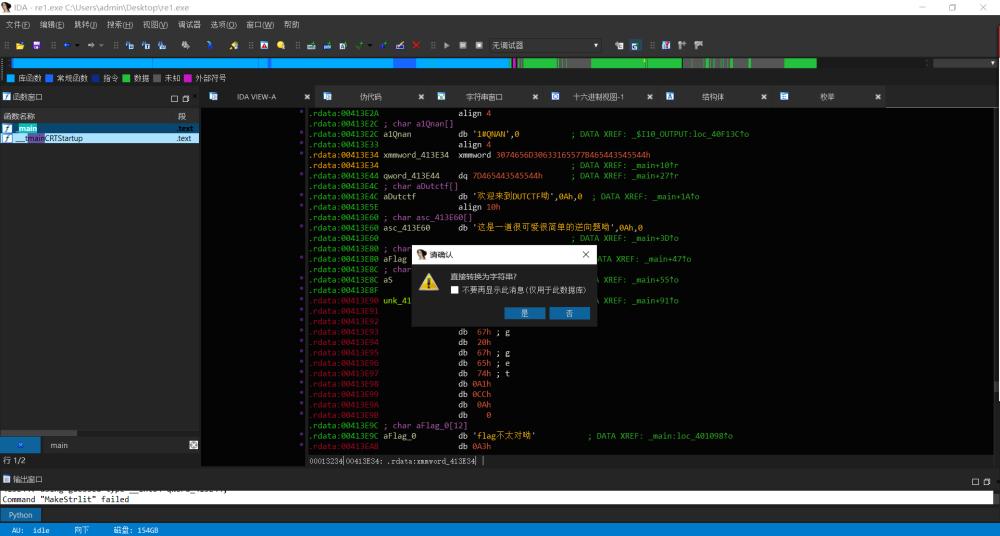 IDA - re1.exe C:\Users\admin\Desktop\re1.exe
文件(F) 编辑(E) 跳转(J) 搜索(H) 视图(V) 调试器 选项(O) 窗口(W) 帮助
无调试器
库函数 常规函数 指令 数据 未知 外部符号
函数窗口
IDA VIEW-A 伪代码 字符串窗口 十六进制视图-1 结构体 枚举
函数名称 段
_main .text
___tmainCRTStartup .text
.rdata:00413E2A align 4
.rdata:00413E2C ; char a1Qnan[]
.rdata:00413E2C a1Qnan db '1#QNAN',0 ; DATA XREF: _$I10_OUTPUT:loc_40F13C↑o
.rdata:00413E33 align 4
.rdata:00413E34 xmmword_413E34 xmmword 3074656D30633165577B465443545544h
.rdata:00413E34 ; DATA XREF: _main+10↑r
.rdata:00413E44 qword_413E44 dq 7D465443545544h ; DATA XREF: _main+27↑r
.rdata:00413E4C ; char aDutctf[]
.rdata:00413E4C aDutctf db '欢迎来到DUTCTF呦',0Ah,0 ; DATA XREF: _main+1A↑o
.rdata:00413E5E align 10h
.rdata:00413E60 ; char asc_413E60[]
.rdata:00413E60 asc_413E60 db '这是一道很可爱很简单的逆向题呦',0Ah,0
.rdata:00413E60 ; DATA XREF: _main+3D↑o
.rdata:00413E80 ; char
.rdata:00413E80 aFlag DATA XREF: _main+47↑o
.rdata:00413E8C ; char
.rdata:00413E8C aS DATA XREF: _main+55↑o
.rdata:00413E8F
.rdata:00413E90 unk_41 DATA XREF: _main+91↑o
.rdata:00413E91
.rdata:00413E92
.rdata:00413E93 db 67h ; g
.rdata:00413E94 db 20h
.rdata:00413E95 db 67h ; g
.rdata:00413E96 db 65h ; e
.rdata:00413E97 db 74h ; t
.rdata:00413E98 db 0A1h
.rdata:00413E99 db 0CCh
.rdata:00413E9A db 0Ah
.rdata:00413E9B db 0
.rdata:00413E9C ; char aFlag_0[12]
.rdata:00413E9C aFlag_0 db 'flag不太对呦' ; DATA XREF: _main:loc_401098↑o
.rdata:00413EA8 db 0A3h
请确认
直接转换为字符串?
不要再显示此消息(仅用于此数据库)
是 否
main
行 1/2
00013234 00413E34: .rdata:xmmword_413E34
输出窗口
Command "MakeStrlit" failed
Python
AU: idle 向下 磁盘: 154GB